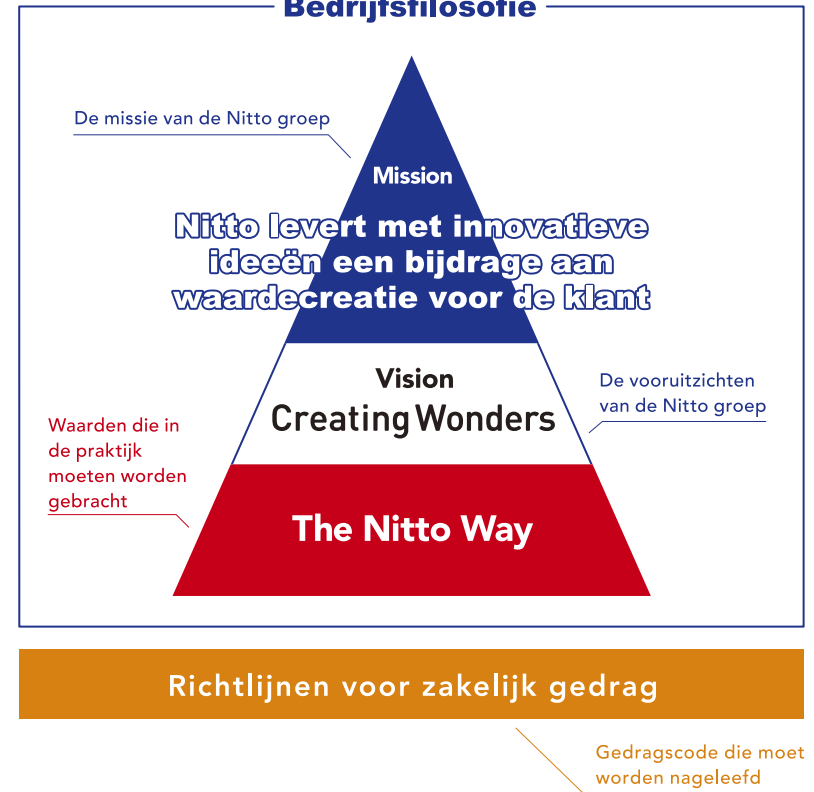 Bedrijfsfilosofie
De missie van de Nitto groep
Mission
Nitto levert met innovatieve
ideeën een bijdrage aan
waardecreatie voor de klant
Vision
Creating Wonders
De vooruitzichten
van de Nitto groep
Waarden die in
de praktijk
moeten worden
gebracht
The Nitto Way
Richtlijnen voor zakelijk gedrag
Gedragscode die moet
worden nageleefd